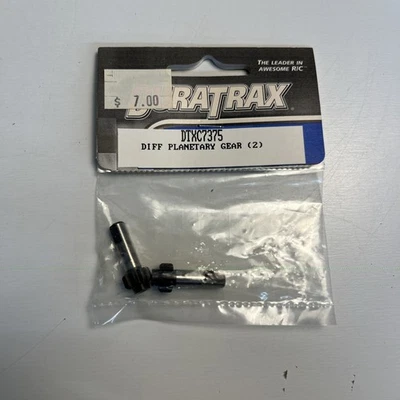 THE LEADER IN
AWESOME R/C
DURATRAX
$ 7.00
DTXC7375
DIFF PLANETARY GEAR (2)